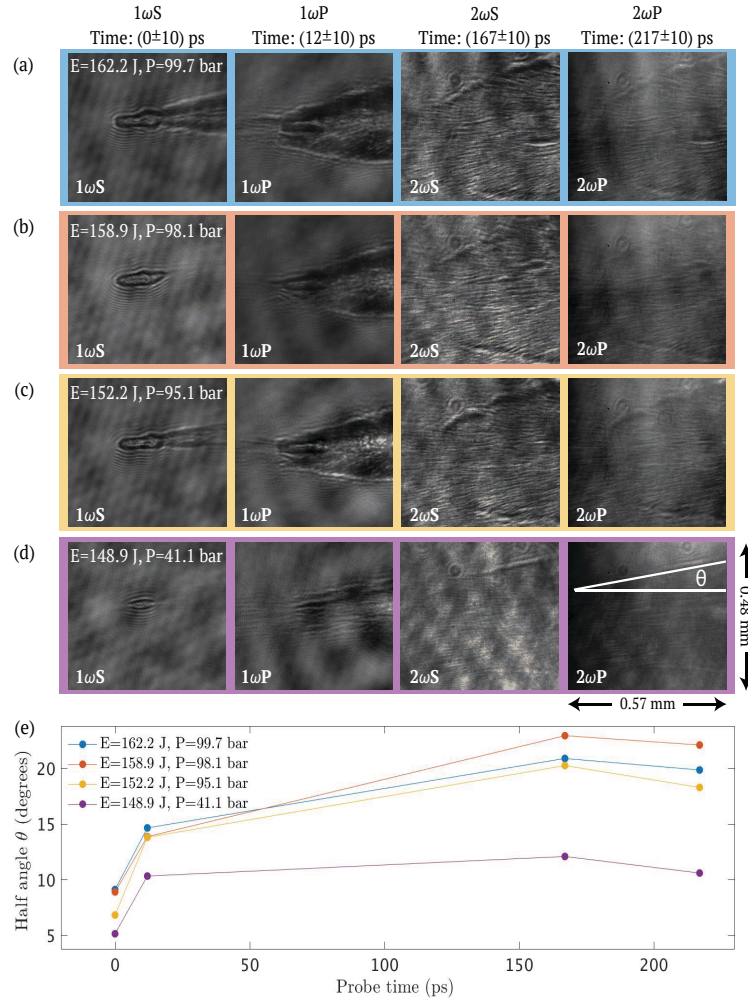 1ωS 1ωP 2ωS 2ωP
Time: (0±10) ps Time: (12±10) ps Time: (167±10) ps Time: (217±10) ps
(a)
E=162.2 J, P=99.7 bar
1ωS 1ωP 2ωS 2ωP
(b)
E=158.9 J, P=98.1 bar
1ωS 1ωP 2ωS 2ωP
(c)
E=152.2 J, P=95.1 bar
1ωS 1ωP 2ωS 2ωP
(d)
E=148.9 J, P=41.1 bar
θ
1ωS 1ωP 2ωS 2ωP
0.48 mm
0.57 mm
(e)
E=162.2 J, P=99.7 bar
E=158.9 J, P=98.1 bar
E=152.2 J, P=95.1 bar
E=148.9 J, P=41.1 bar
Half angle θ (degrees)
20
15
10
5
0 50 100 150 200
Probe time (ps)